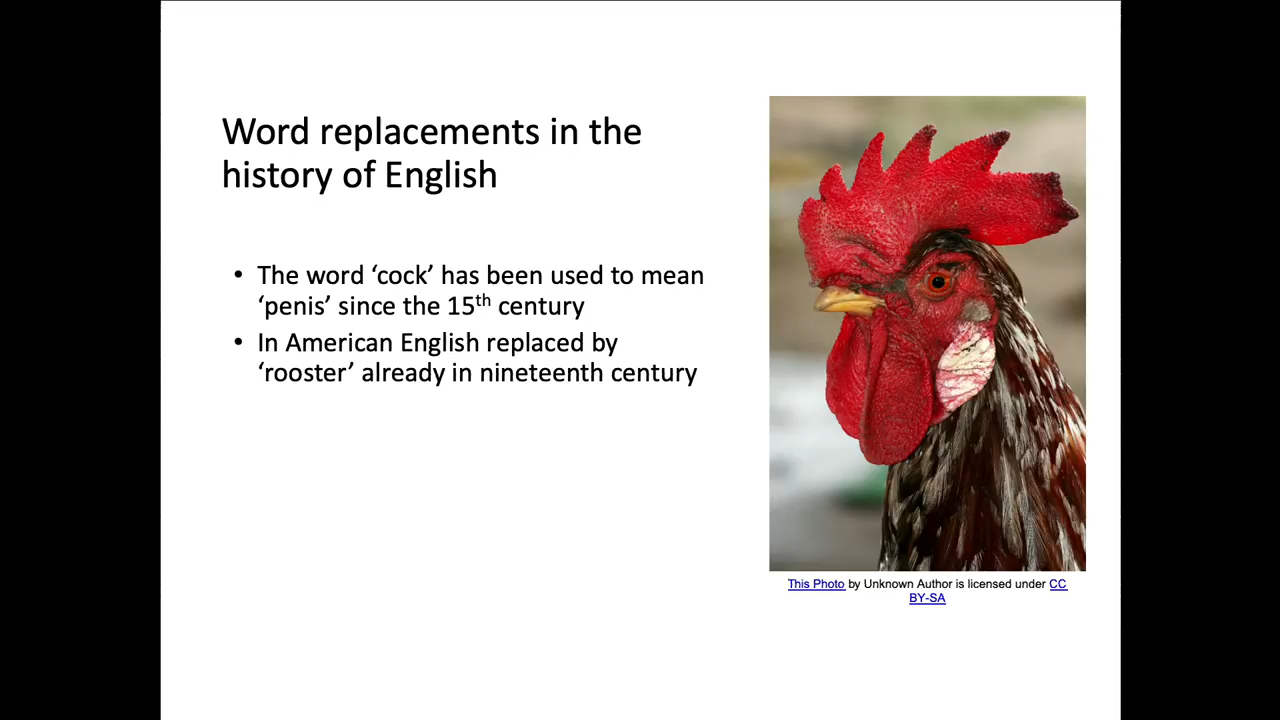 Word replacements in the
history of English
• The word ‘cock’ has been used to mean
‘penis’ since the 15th century
• In American English replaced by
‘rooster’ already in nineteenth century
This Photo by Unknown Author is licensed under CC
BY-SA